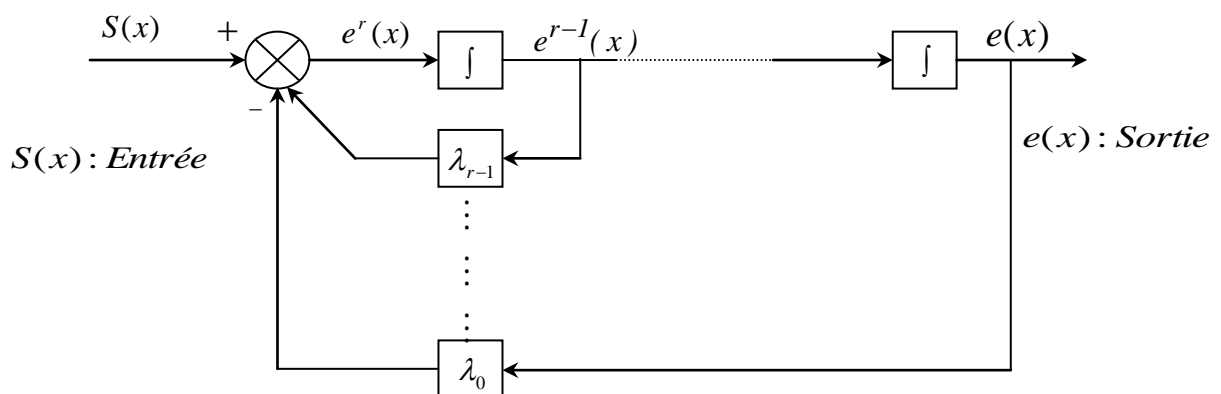 S(x)
+
e^r(x)
∫
e^{r-1}(x)
∫
e(x)
−
S(x) : Entrée
λ_{r-1}
e(x) : Sortie
λ_0